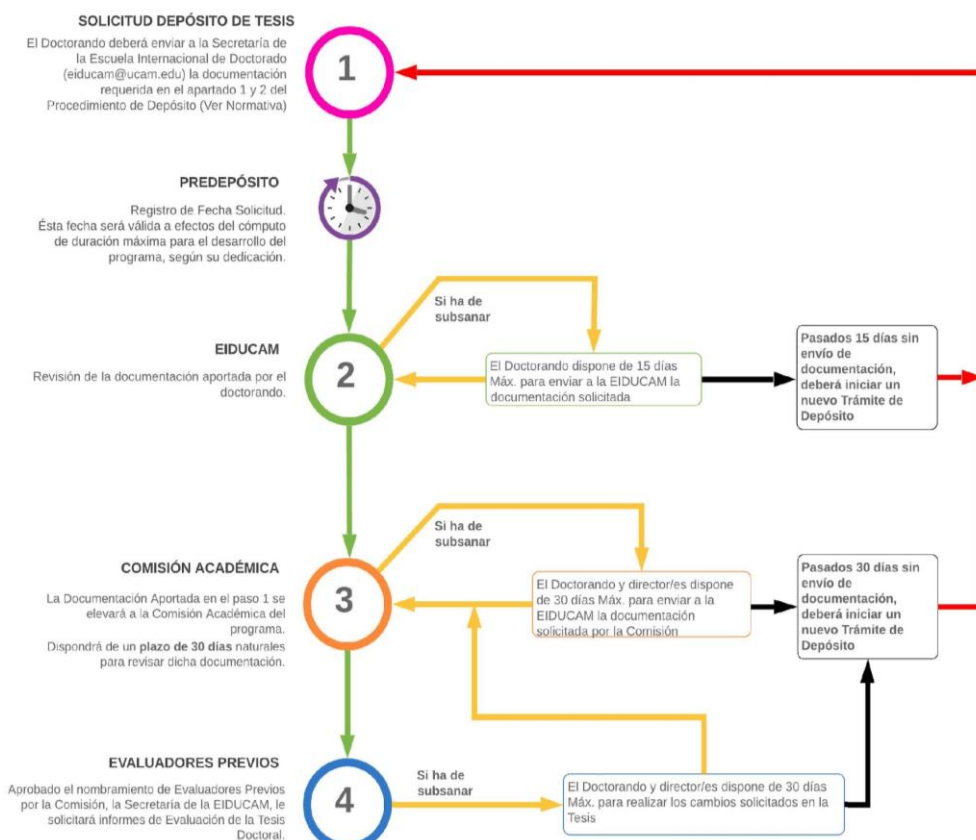 SOLICITUD DEPÓSITO DE TESIS
El Doctorando deberá enviar a la Secretaría de
la Escuela Internacional de Doctorado
(eiducam@ucam.edu) la documentación
requerida en el apartado 1 y 2 del
Procedimiento de Depósito (Ver Normativa)
1
PREDEPÓSITO
Registro de Fecha Solicitud.
Ésta fecha será válida a efectos del cómputo
de duración máxima para el desarrollo del
programa, según su dedicación.
EIDUCAM
Revisión de la documentación aportada por el
doctorando.
2
Si ha de
subsanar
El Doctorando dispone de 15 días
Máx. para enviar a la EIDUCAM la
documentación solicitada
Pasados 15 días sin
envío de
documentación,
deberá iniciar un
nuevo Trámite de
Depósito
COMISIÓN ACADÉMICA
La Documentación Aportada en el paso 1 se
elevará a la Comisión Académica del
programa.
Dispondrá de un plazo de 30 días naturales
para revisar dicha documentación.
3
Si ha de
subsanar
El Doctorando y director/es dispone
de 30 días Máx. para enviar a la
EIDUCAM la documentación
solicitada por la Comisión
Pasados 30 días sin
envío de
documentación,
deberá iniciar un
nuevo Trámite de
Depósito
EVALUADORES PREVIOS
Aprobado el nombramiento de Evaluadores Previos
por la Comisión, la Secretaría de la EIDUCAM, le
solicitará informes de Evaluación de la Tesis
Doctoral.
4
Si ha de
subsanar
El Doctorando y director/es dispone de 30 días
Máx. para realizar los cambios solicitados en la
Tesis